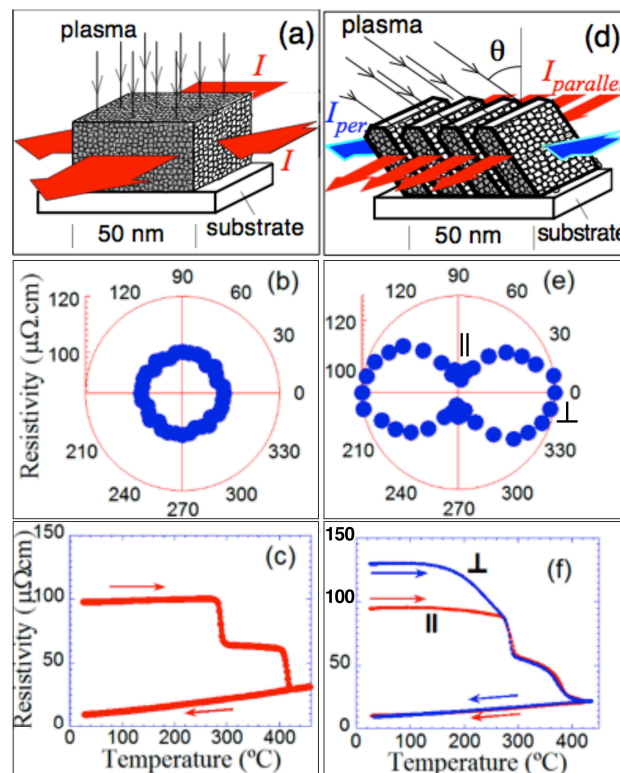 plasma
(a)
I
I
50 nm
substrate
plasma
θ
(d)
I parallel
I per
50 nm
substrate
Resistivity (μΩ.cm)
120
100
(b)
90
120
60
30
0
210
330
240
300
270
(e)
120
100
90
120
60
||
30
0
⊥
210
330
240
300
270
Resistivity (μΩcm)
150
100
50
0
(c)
0
100
200
300
400
Temperature (ºC)
150
100
50
0
⊥
||
(f)
0
100
200
300
400
Temperature (ºC)